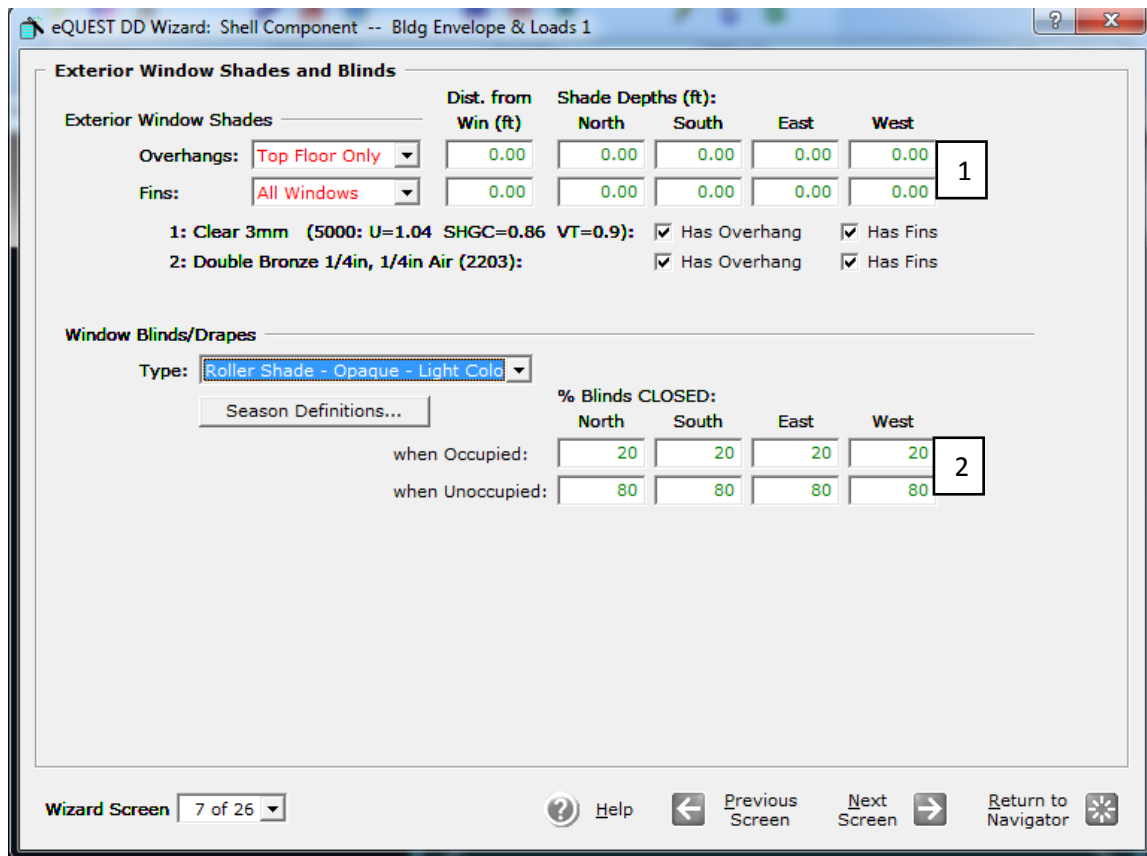 eQUEST DD Wizard: Shell Component -- Bldg Envelope & Loads 1
Exterior Window Shades and Blinds
Dist. from Shade Depths (ft):
Exterior Window Shades Win (ft) North South East West
Overhangs: Top Floor Only 0.00 0.00 0.00 0.00 0.00
1
Fins: All Windows 0.00 0.00 0.00 0.00 0.00
1: Clear 3mm (5000: U=1.04 SHGC=0.86 VT=0.9): Has Overhang Has Fins
2: Double Bronze 1/4in, 1/4in Air (2203): Has Overhang Has Fins
Window Blinds/Drapes
Type: Roller Shade - Opaque - Light Colo
% Blinds CLOSED:
Season Definitions...
North South East West
when Occupied: 20 20 20 20
2
when Unoccupied: 80 80 80 80
Wizard Screen 7 of 26 Help Previous Screen Next Screen Return to Navigator